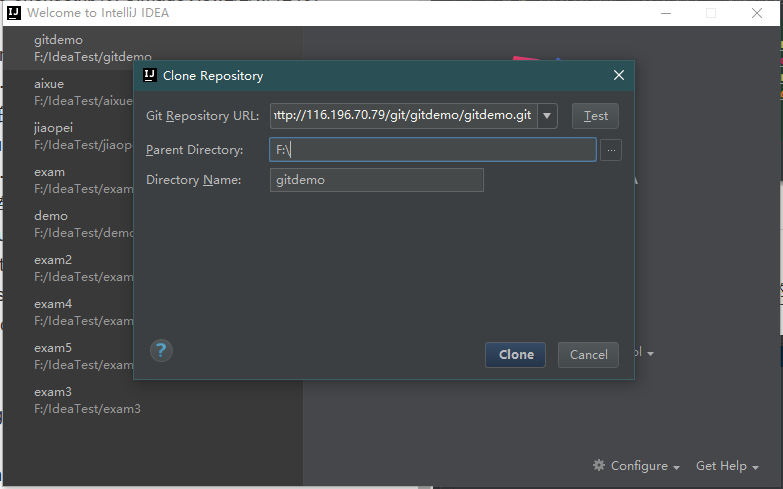 Welcome to IntelliJ IDEA
gitdemo
F:/IdeaTest/gitdemo
aixue
F:/IdeaTest/aixue
jiaopei
F:/IdeaTest/jiaop
exam
F:/IdeaTest/exam
demo
F:/IdeaTest/demo
exam2
F:/IdeaTest/exam
exam4
F:/IdeaTest/exam
exam5
F:/IdeaTest/exam
exam3
F:/IdeaTest/exam3
Clone Repository
Git Repository URL:
http://116.196.70.79/git/gitdemo/gitdemo.git
Test
Parent Directory:
F:\
...
Directory Name:
gitdemo
?
Clone
Cancel
ol
Configure
Get Help